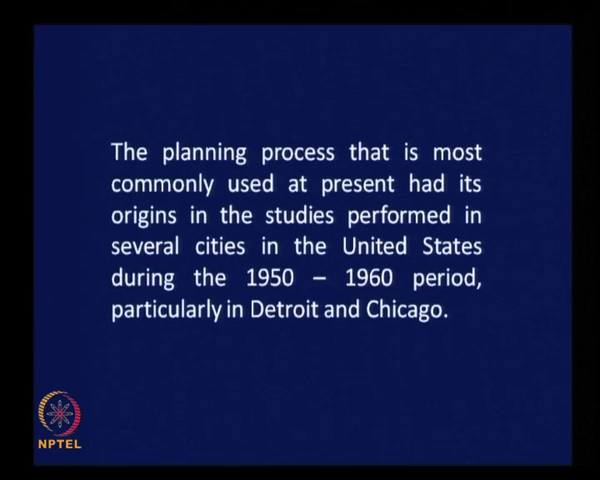 The planning process that is most
commonly used at present had its
origins in the studies performed in
several cities in the United States
during the 1950 – 1960 period,
particularly in Detroit and Chicago.
NPTEL